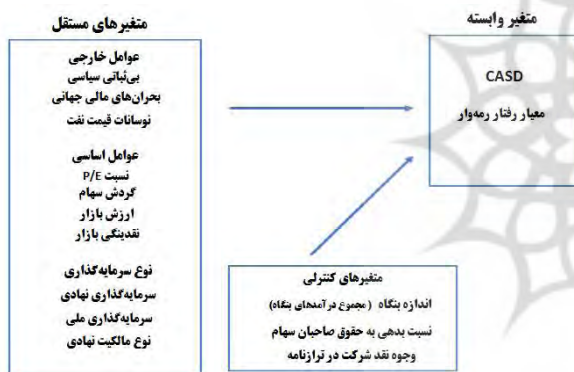 متغیرهای مستقل
عوامل خارجی
بی‌ثباتی سیاسی
بحران‌های مالی جهانی
نوسانات قیمت نفت
عوامل اساسی
نسبت P/E
گردش سهام
ارزش بازار
نقدینگی بازار
نوع سرمایه‌گذاری
سرمایه‌گذاری نهادی
سرمایه‌گذاری ملی
نوع مالکیت نهادی
متغیر وابسته
CASD
معیار رفتار رمه‌وار
متغیرهای کنترلی
اندازه بنگاه (مجموع درآمدهای بنگاه)
نسبت بدهی به حقوق صاحبان سهام
وجوه نقد شرکت در ترازنامه